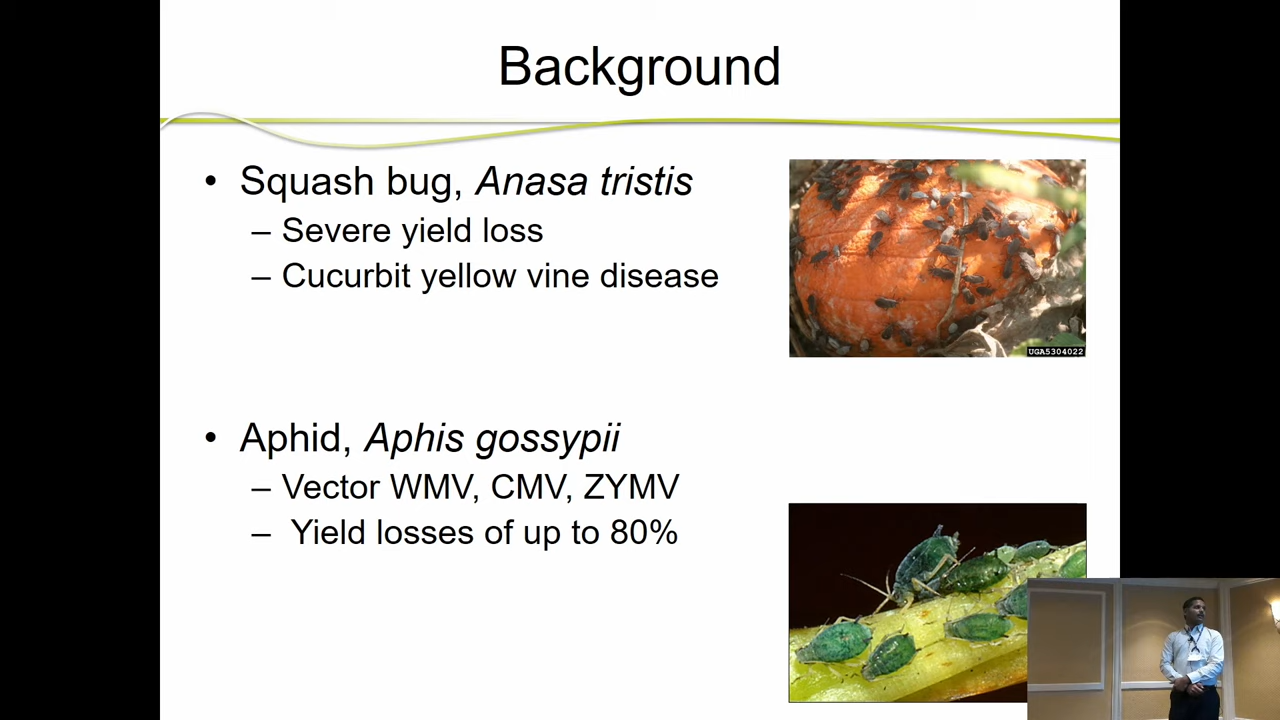 Background
• Squash bug, Anasa tristis
– Severe yield loss
– Cucurbit yellow vine disease
UGA5304022
• Aphid, Aphis gossypii
– Vector WMV, CMV, ZYMV
– Yield losses of up to 80%